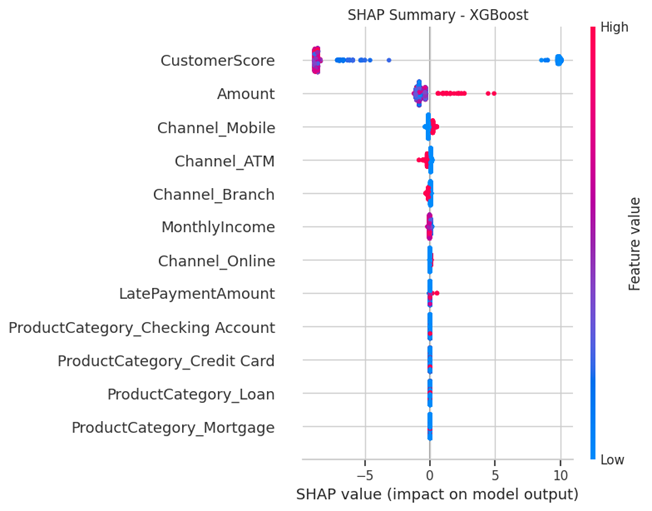 SHAP Summary - XGBoost
High
CustomerScore
Amount
Channel_Mobile
Channel_ATM
Channel_Branch
MonthlyIncome
Channel_Online
LatePaymentAmount
ProductCategory_Checking Account
ProductCategory_Credit Card
ProductCategory_Loan
ProductCategory_Mortgage
Feature value
Low
−5 0 5 10
SHAP value (impact on model output)